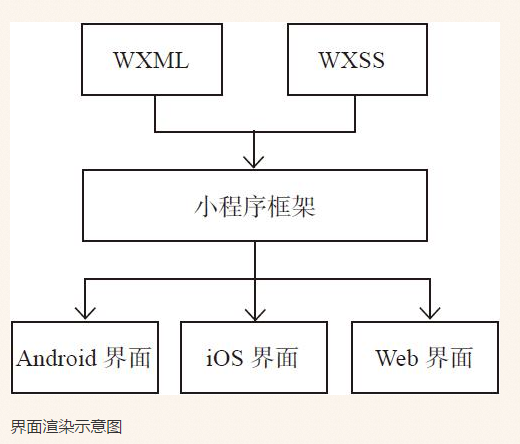 WXML
WXSS
小程序框架
Android 界面
iOS 界面
Web 界面
界面渲染示意图